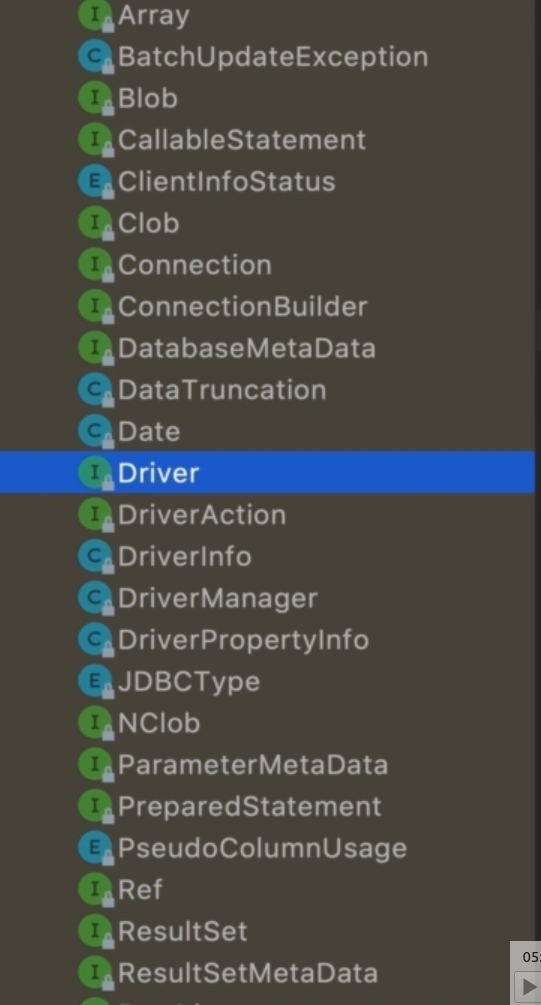 I Array
C BatchUpdateException
I Blob
I CallableStatement
E ClientInfoStatus
I Clob
I Connection
I ConnectionBuilder
I DatabaseMetaData
C DataTruncation
C Date
I Driver
I DriverAction
C DriverInfo
C DriverManager
C DriverPropertyInfo
E JDBCType
I NClob
I ParameterMetaData
I PreparedStatement
E PseudoColumnUsage
I Ref
I ResultSet
I ResultSetMetaData
05: